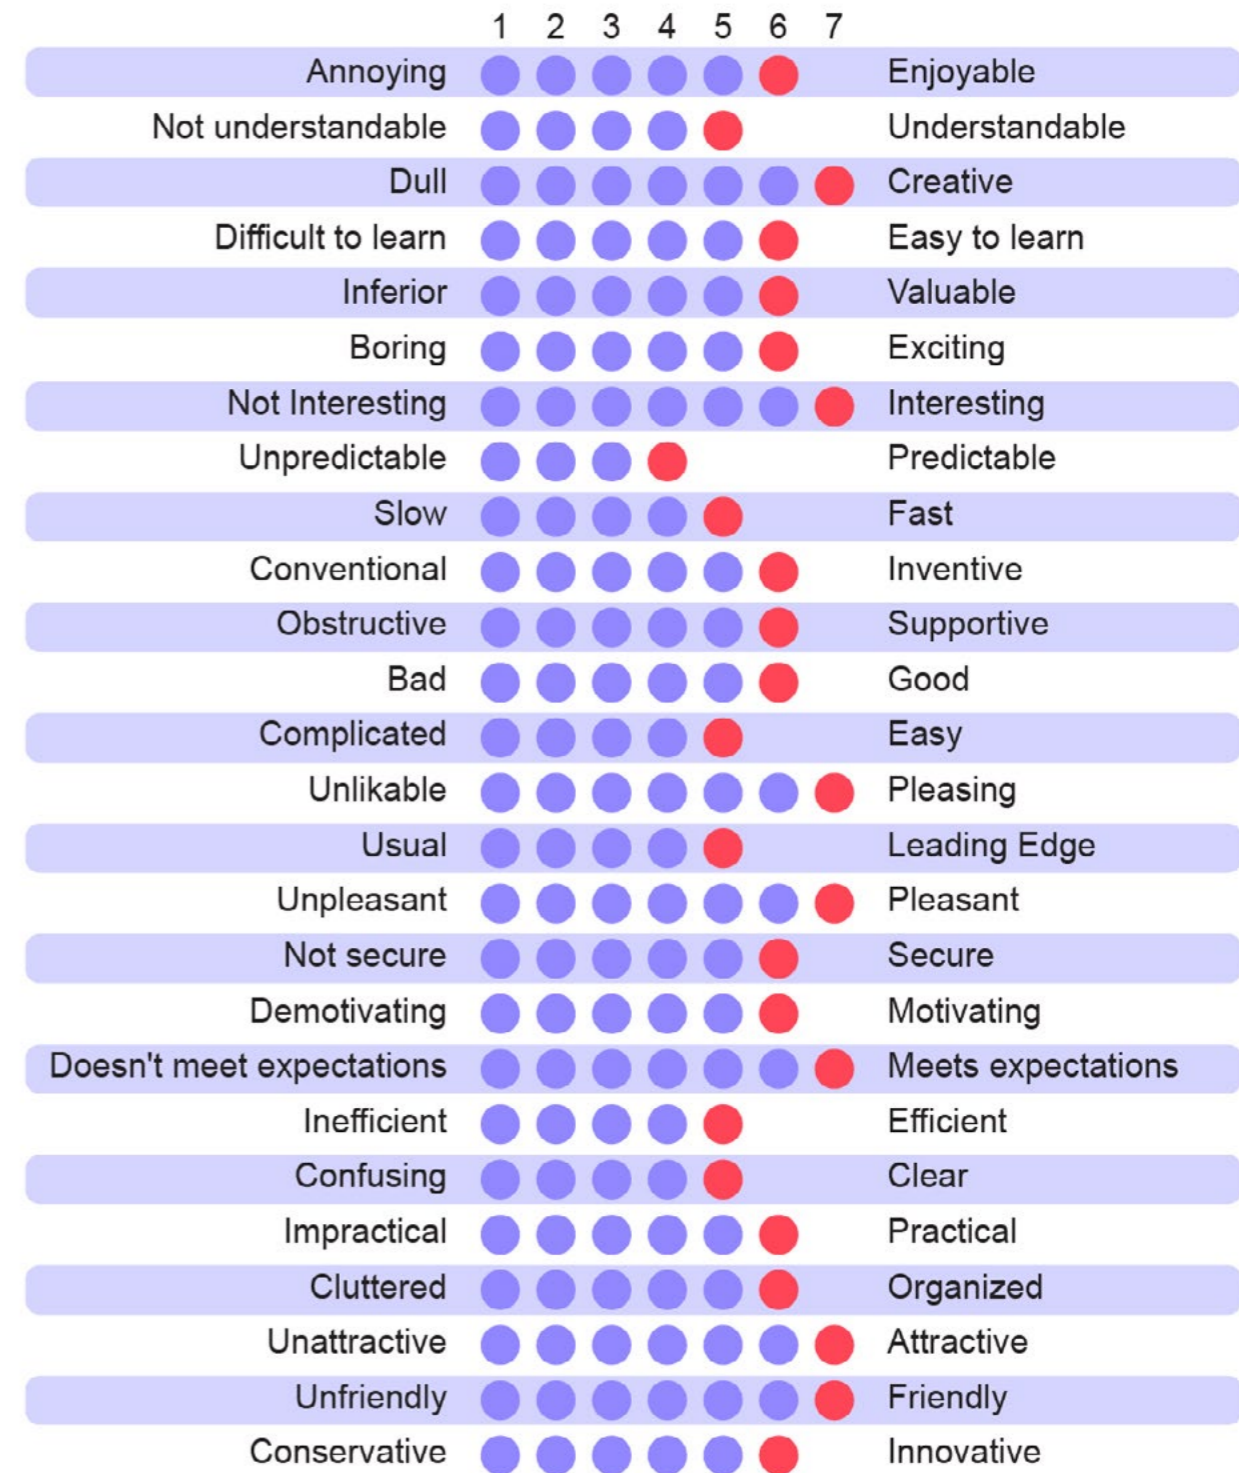 1 2 3 4 5 6 7
Annoying Enjoyable
Not understandable Understandable
Dull Creative
Difficult to learn Easy to learn
Inferior Valuable
Boring Exciting
Not Interesting Interesting
Unpredictable Predictable
Slow Fast
Conventional Inventive
Obstructive Supportive
Bad Good
Complicated Easy
Unlikable Pleasing
Usual Leading Edge
Unpleasant Pleasant
Not secure Secure
Demotivating Motivating
Doesn't meet expectations Meets expectations
Inefficient Efficient
Confusing Clear
Impractical Practical
Cluttered Organized
Unattractive Attractive
Unfriendly Friendly
Conservative Innovative